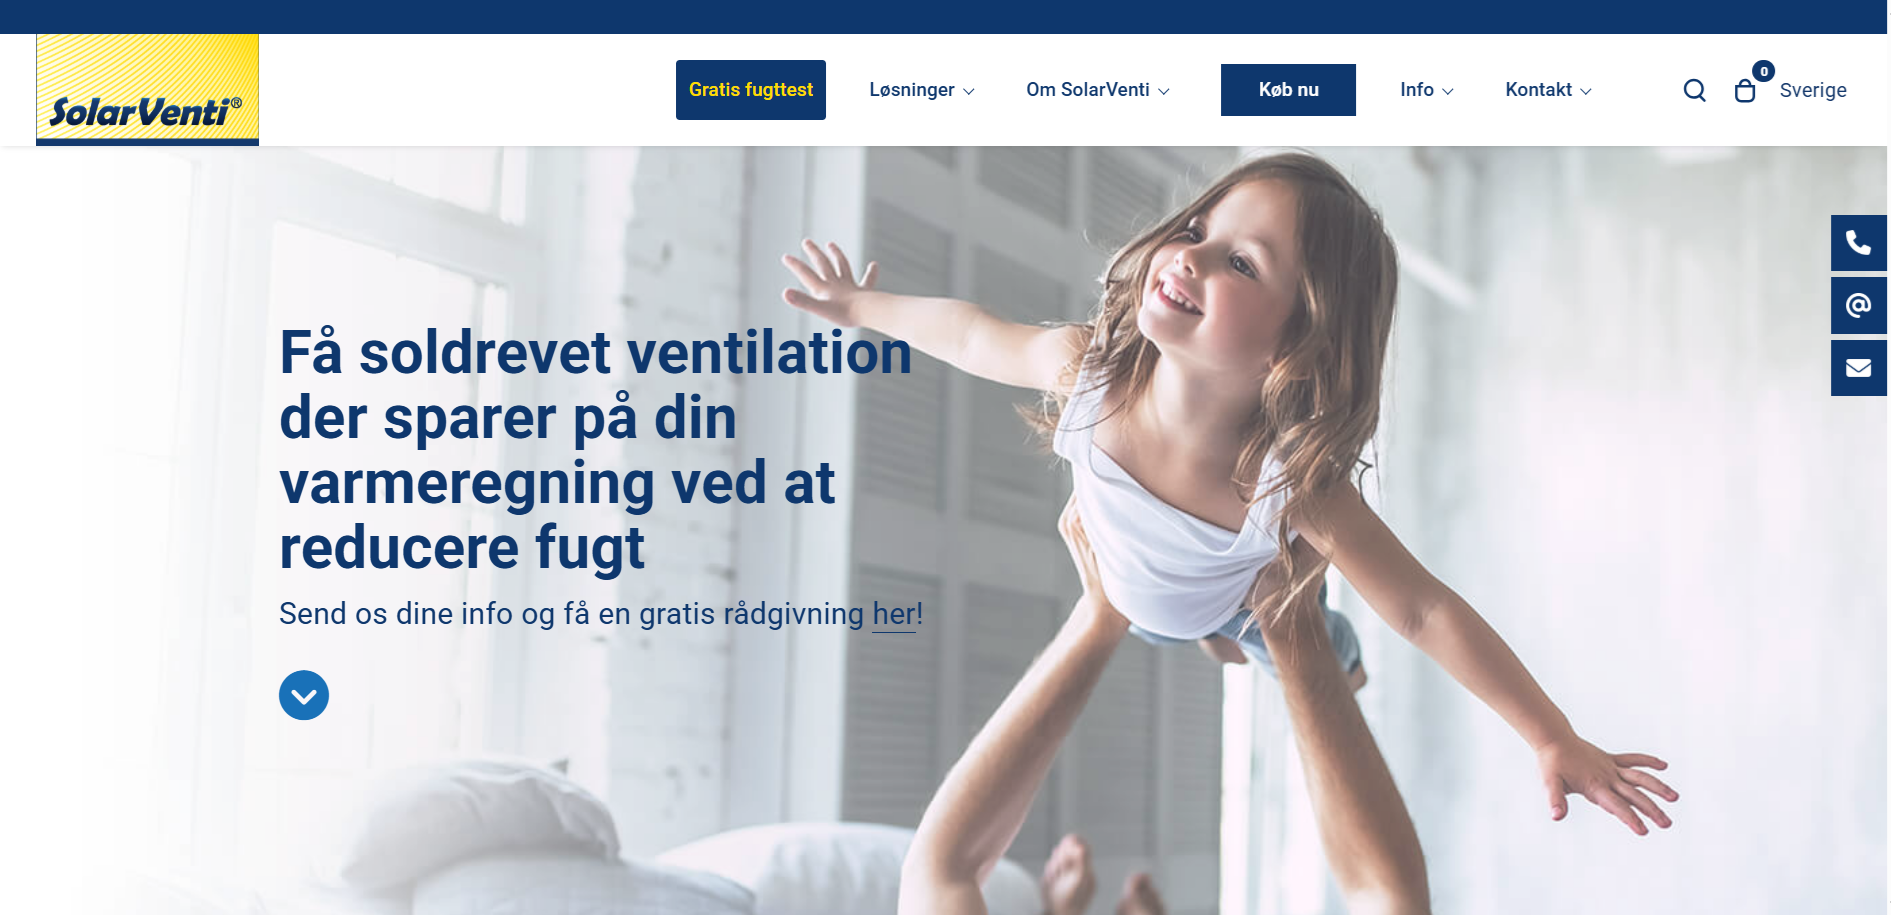 SolarVenti®
Gratis fugttest
Løsninger
Om SolarVenti
Køb nu
Info
Kontakt
0
Sverige
Få soldrevet ventilation
der sparer på din
varmeregning ved at
reducere fugt
Send os dine info og få en gratis rådgivning her!